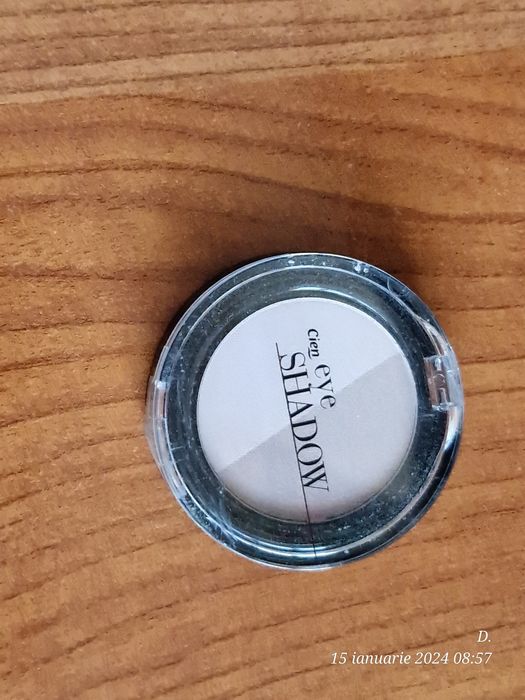 Cien
eye
SHADOW
D.
15 ianuarie 2024 08:57